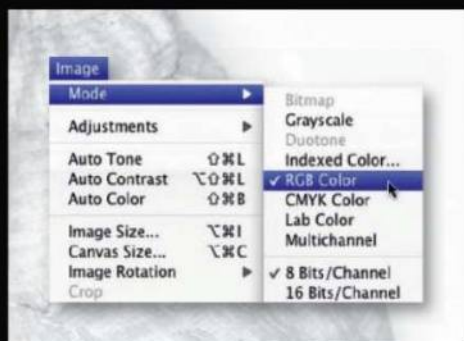 Image
Mode
Adjustments
Auto Tone ⇧⌘L
Auto Contrast ⌥⇧⌘L
Auto Color ⇧⌘B
Image Size... ⌥⌘I
Canvas Size... ⌥⌘C
Image Rotation
Crop
Bitmap
Grayscale
Duotone
Indexed Color...
✓ RGB Color
CMYK Color
Lab Color
Multichannel
✓ 8 Bits/Channel
16 Bits/Channel